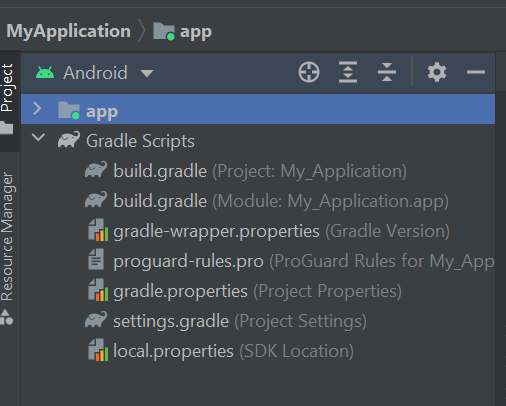 MyApplication app
Project
Resource Manager
Android
app
Gradle Scripts
build.gradle (Project: My_Application)
build.gradle (Module: My_Application.app)
gradle-wrapper.properties (Gradle Version)
proguard-rules.pro (ProGuard Rules for My_App
gradle.properties (Project Properties)
settings.gradle (Project Settings)
local.properties (SDK Location)